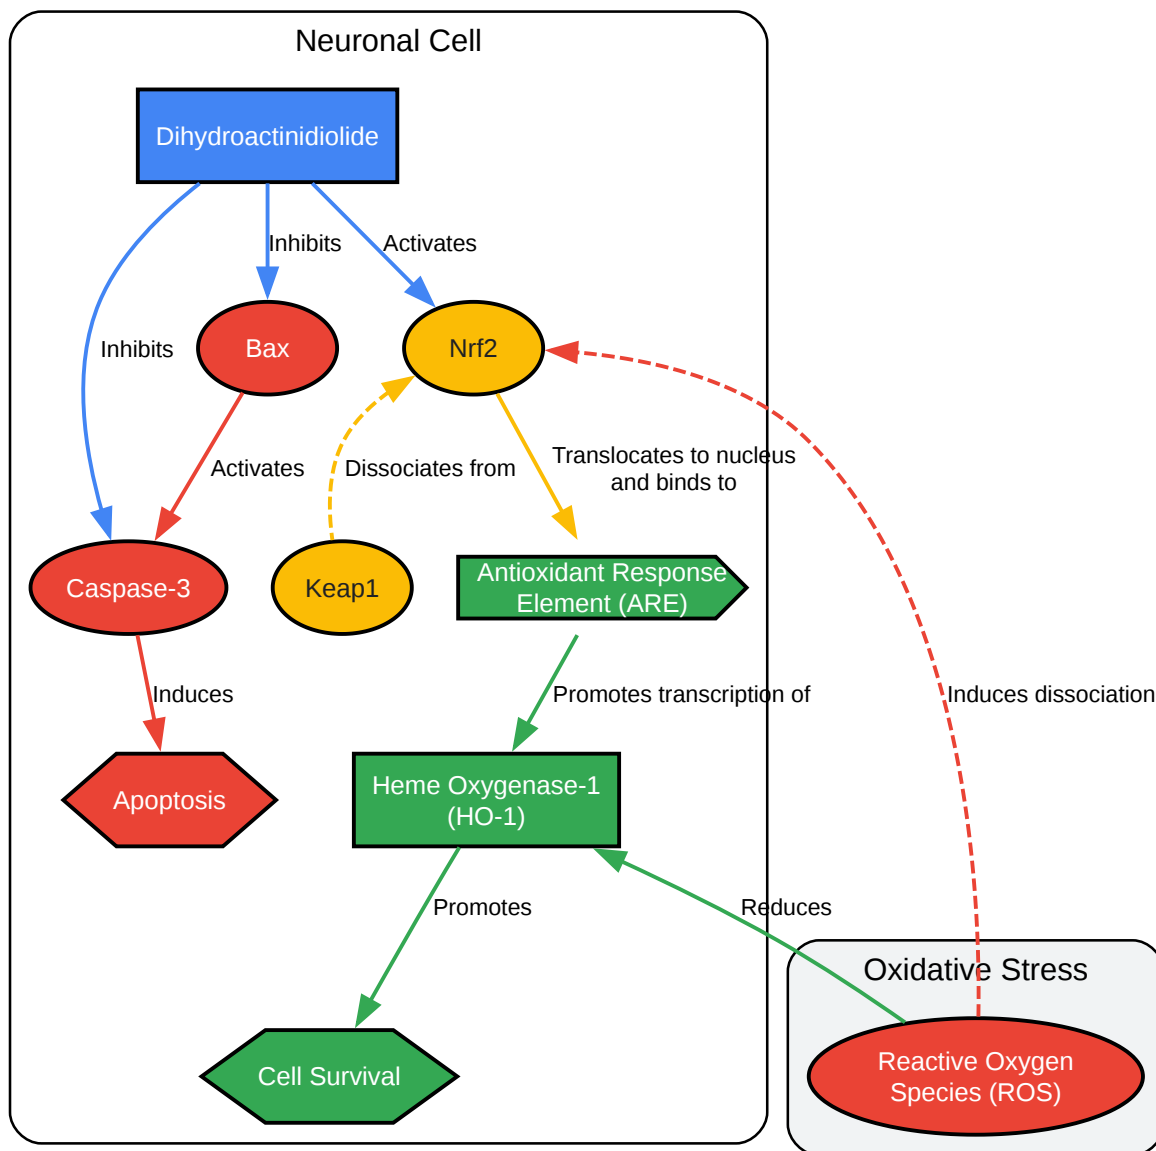 Neuronal Cell
Dihydroactinidiolide
Inhibits
Activates
Inhibits
Bax
Nrf2
Activates
Dissociates from
Translocates to nucleus
and binds to
Caspase-3
Keap1
Antioxidant Response
Element (ARE)
Induces
Promotes transcription of
Induces dissociation
Apoptosis
Heme Oxygenase-1
(HO-1)
Promotes
Reduces
Oxidative Stress
Cell Survival
Reactive Oxygen
Species (ROS)